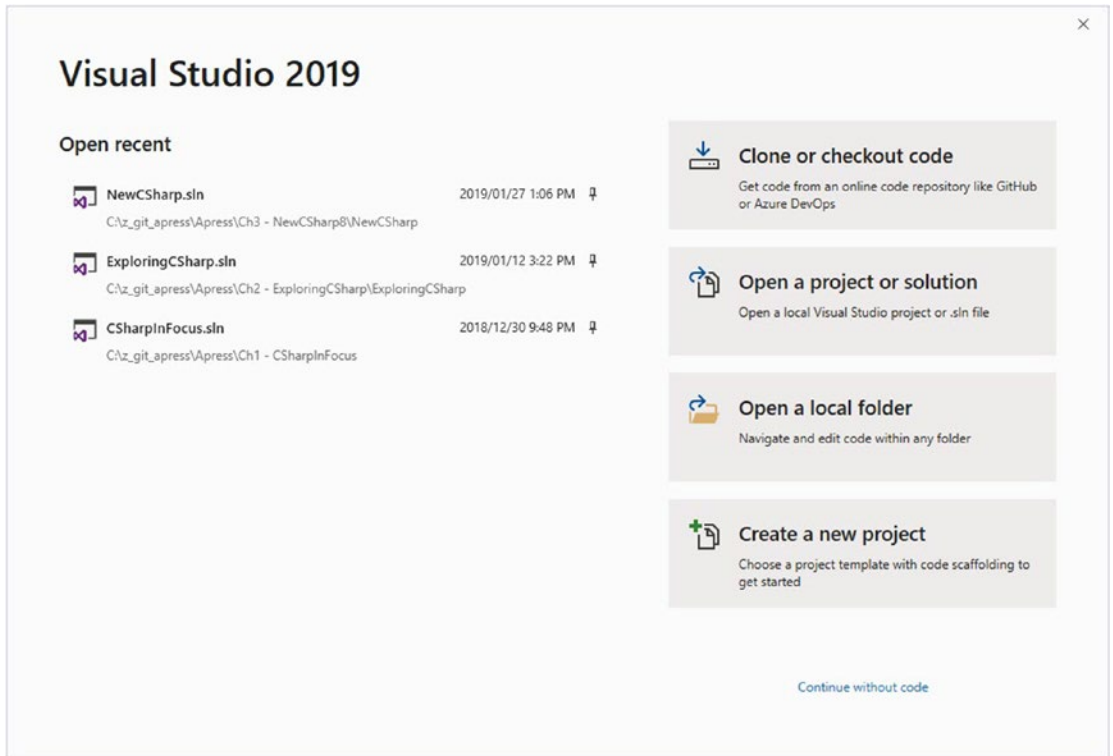 Visual Studio 2019
Open recent
NewCSharp.sln 2019/01/27 1:06 PM
C:\z_git_apress\Apress\Ch3 - NewCSharp8\NewCSharp
ExploringCSharp.sln 2019/01/12 3:22 PM
C:\z_git_apress\Apress\Ch2 - ExploringCSharp\ExploringCSharp
CSharpInFocus.sln 2018/12/30 9:48 PM
C:\z_git_apress\Apress\Ch1 - CSharpInFocus
Clone or checkout code
Get code from an online code repository like GitHub
or Azure DevOps
Open a project or solution
Open a local Visual Studio project or .sln file
Open a local folder
Navigate and edit code within any folder
Create a new project
Choose a project template with code scaffolding to
get started
Continue without code